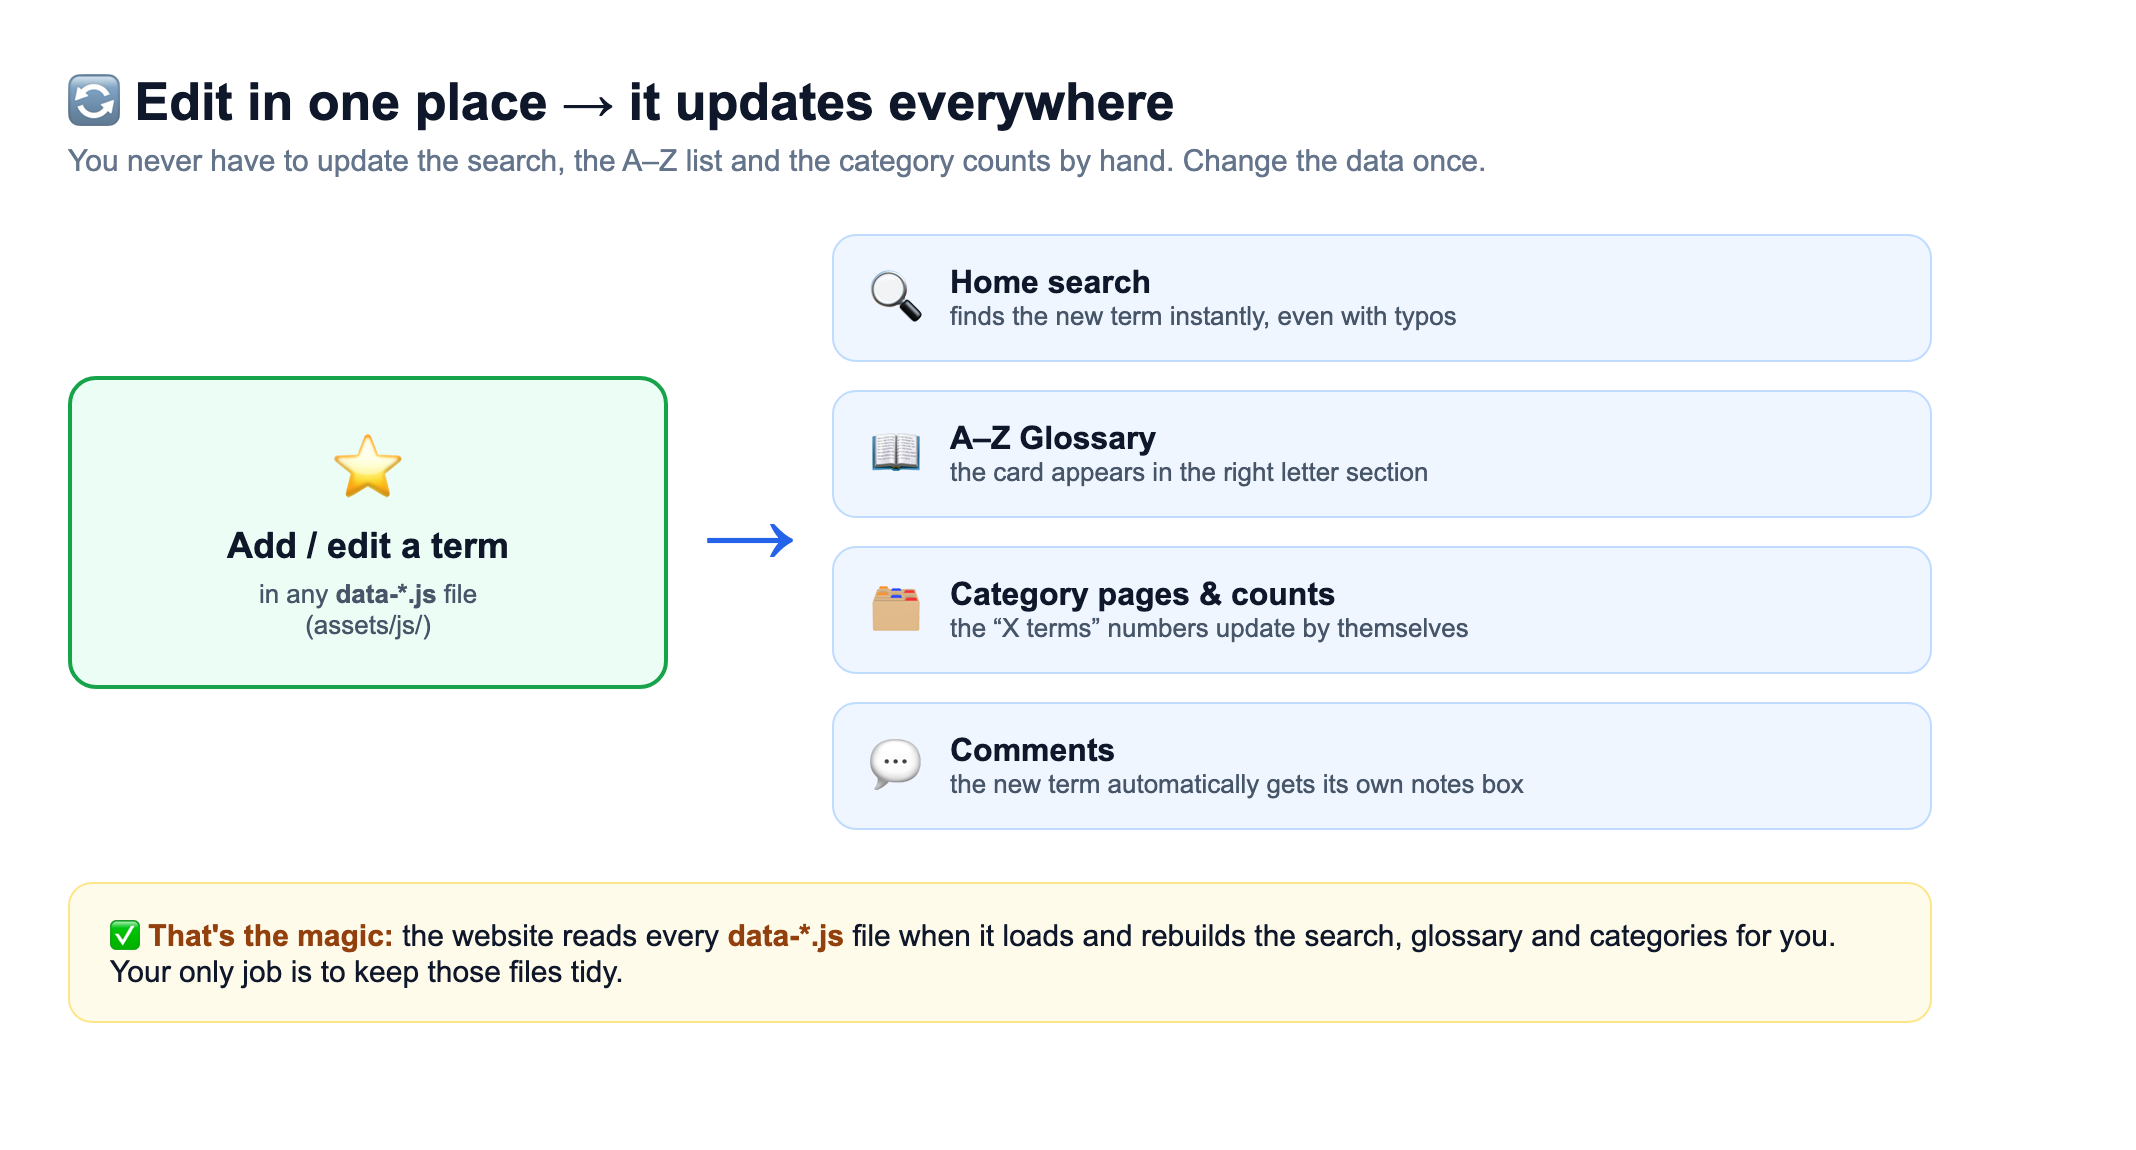 Edit in one place → it updates everywhere
You never have to update the search, the A–Z list and the category counts by hand. Change the data once.
Add / edit a term
in any data-*.js file
(assets/js/)
→
Home search
finds the new term instantly, even with typos
A–Z Glossary
the card appears in the right letter section
Category pages & counts
the “X terms” numbers update by themselves
Comments
the new term automatically gets its own notes box
✅ That's the magic: the website reads every data-*.js file when it loads and rebuilds the search, glossary and categories for you.
Your only job is to keep those files tidy.